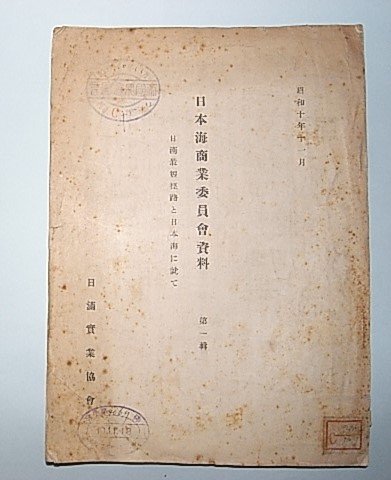 昭和十年十一月
日本海商業委員會資料
第一輯
日滿最短徑路と日本海に就て
日滿實業協會